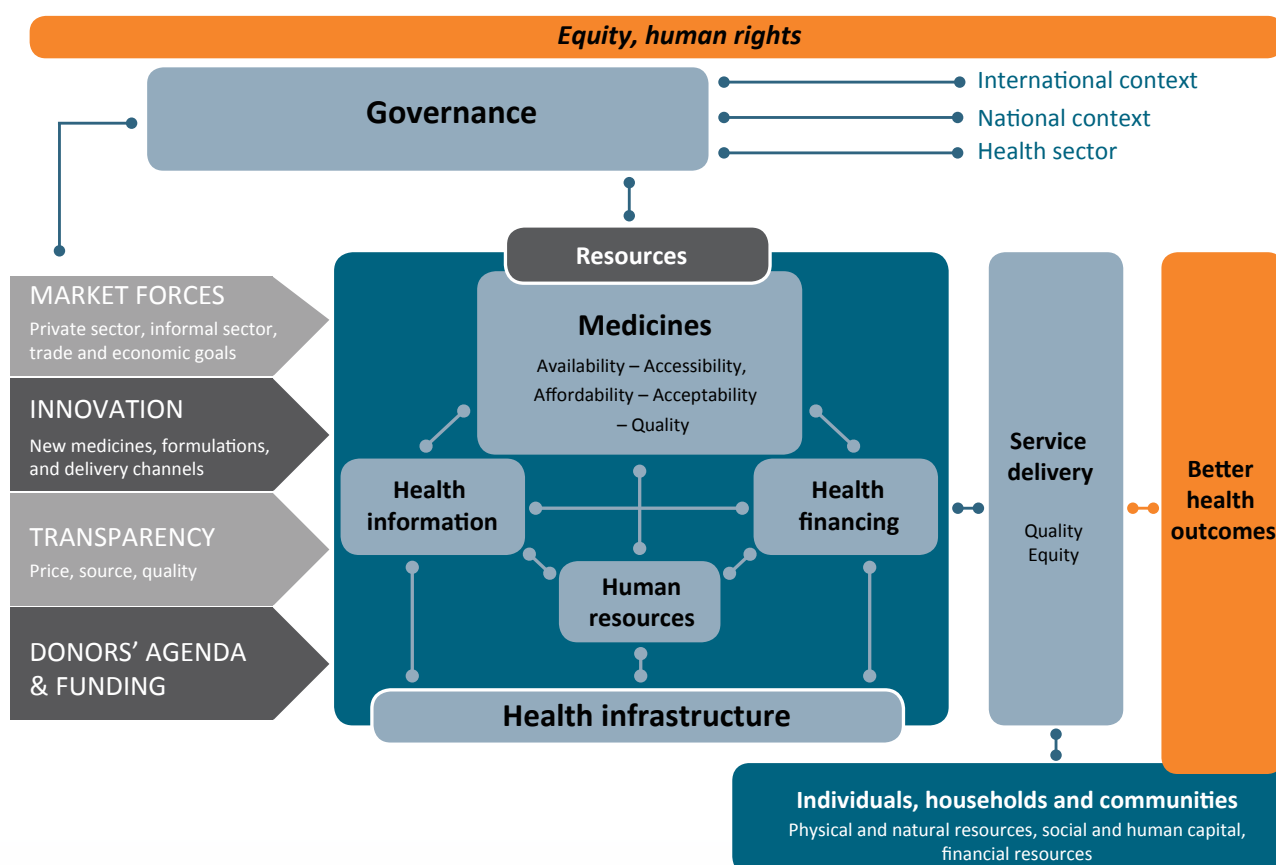 Equity, human rights
Governance
International context
National context
Health sector
MARKET FORCES
Private sector, informal sector,
trade and economic goals
INNOVATION
New medicines, formulations,
and delivery channels
TRANSPARENCY
Price, source, quality
DONORS’ AGENDA
& FUNDING
Resources
Medicines
Availability – Accessibility,
Affordability – Acceptability
– Quality
Health
information
Health
financing
Human
resources
Health infrastructure
Service
delivery
Quality
Equity
Better
health
outcomes
Individuals, households and communities
Physical and natural resources, social and human capital,
financial resources